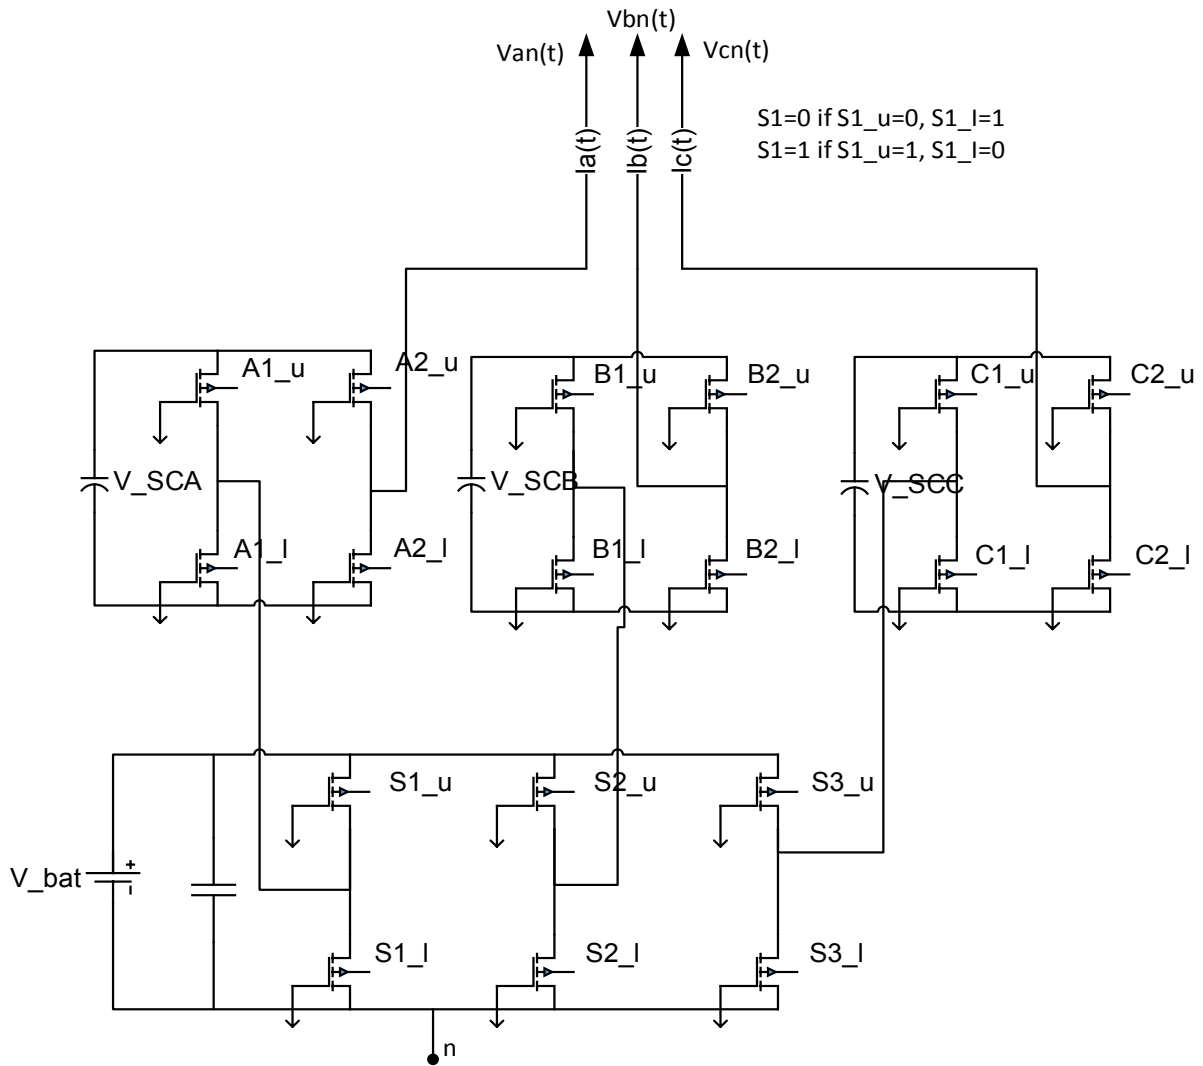 Vbn(t)
Van(t)
Vcn(t)
Ia(t)
Ib(t)
Ic(t)
S1=0 if S1_u=0, S1_l=1
S1=1 if S1_u=1, S1_l=0
A1_u
A2_u
B1_u
B2_u
C1_u
C2_u
V_SCA
V_SCB
V_SCC
A1_l
A2_l
B1_l
B2_l
C1_l
C2_l
S1_u
S2_u
S3_u
V_bat
+
S1_l
S2_l
S3_l
n